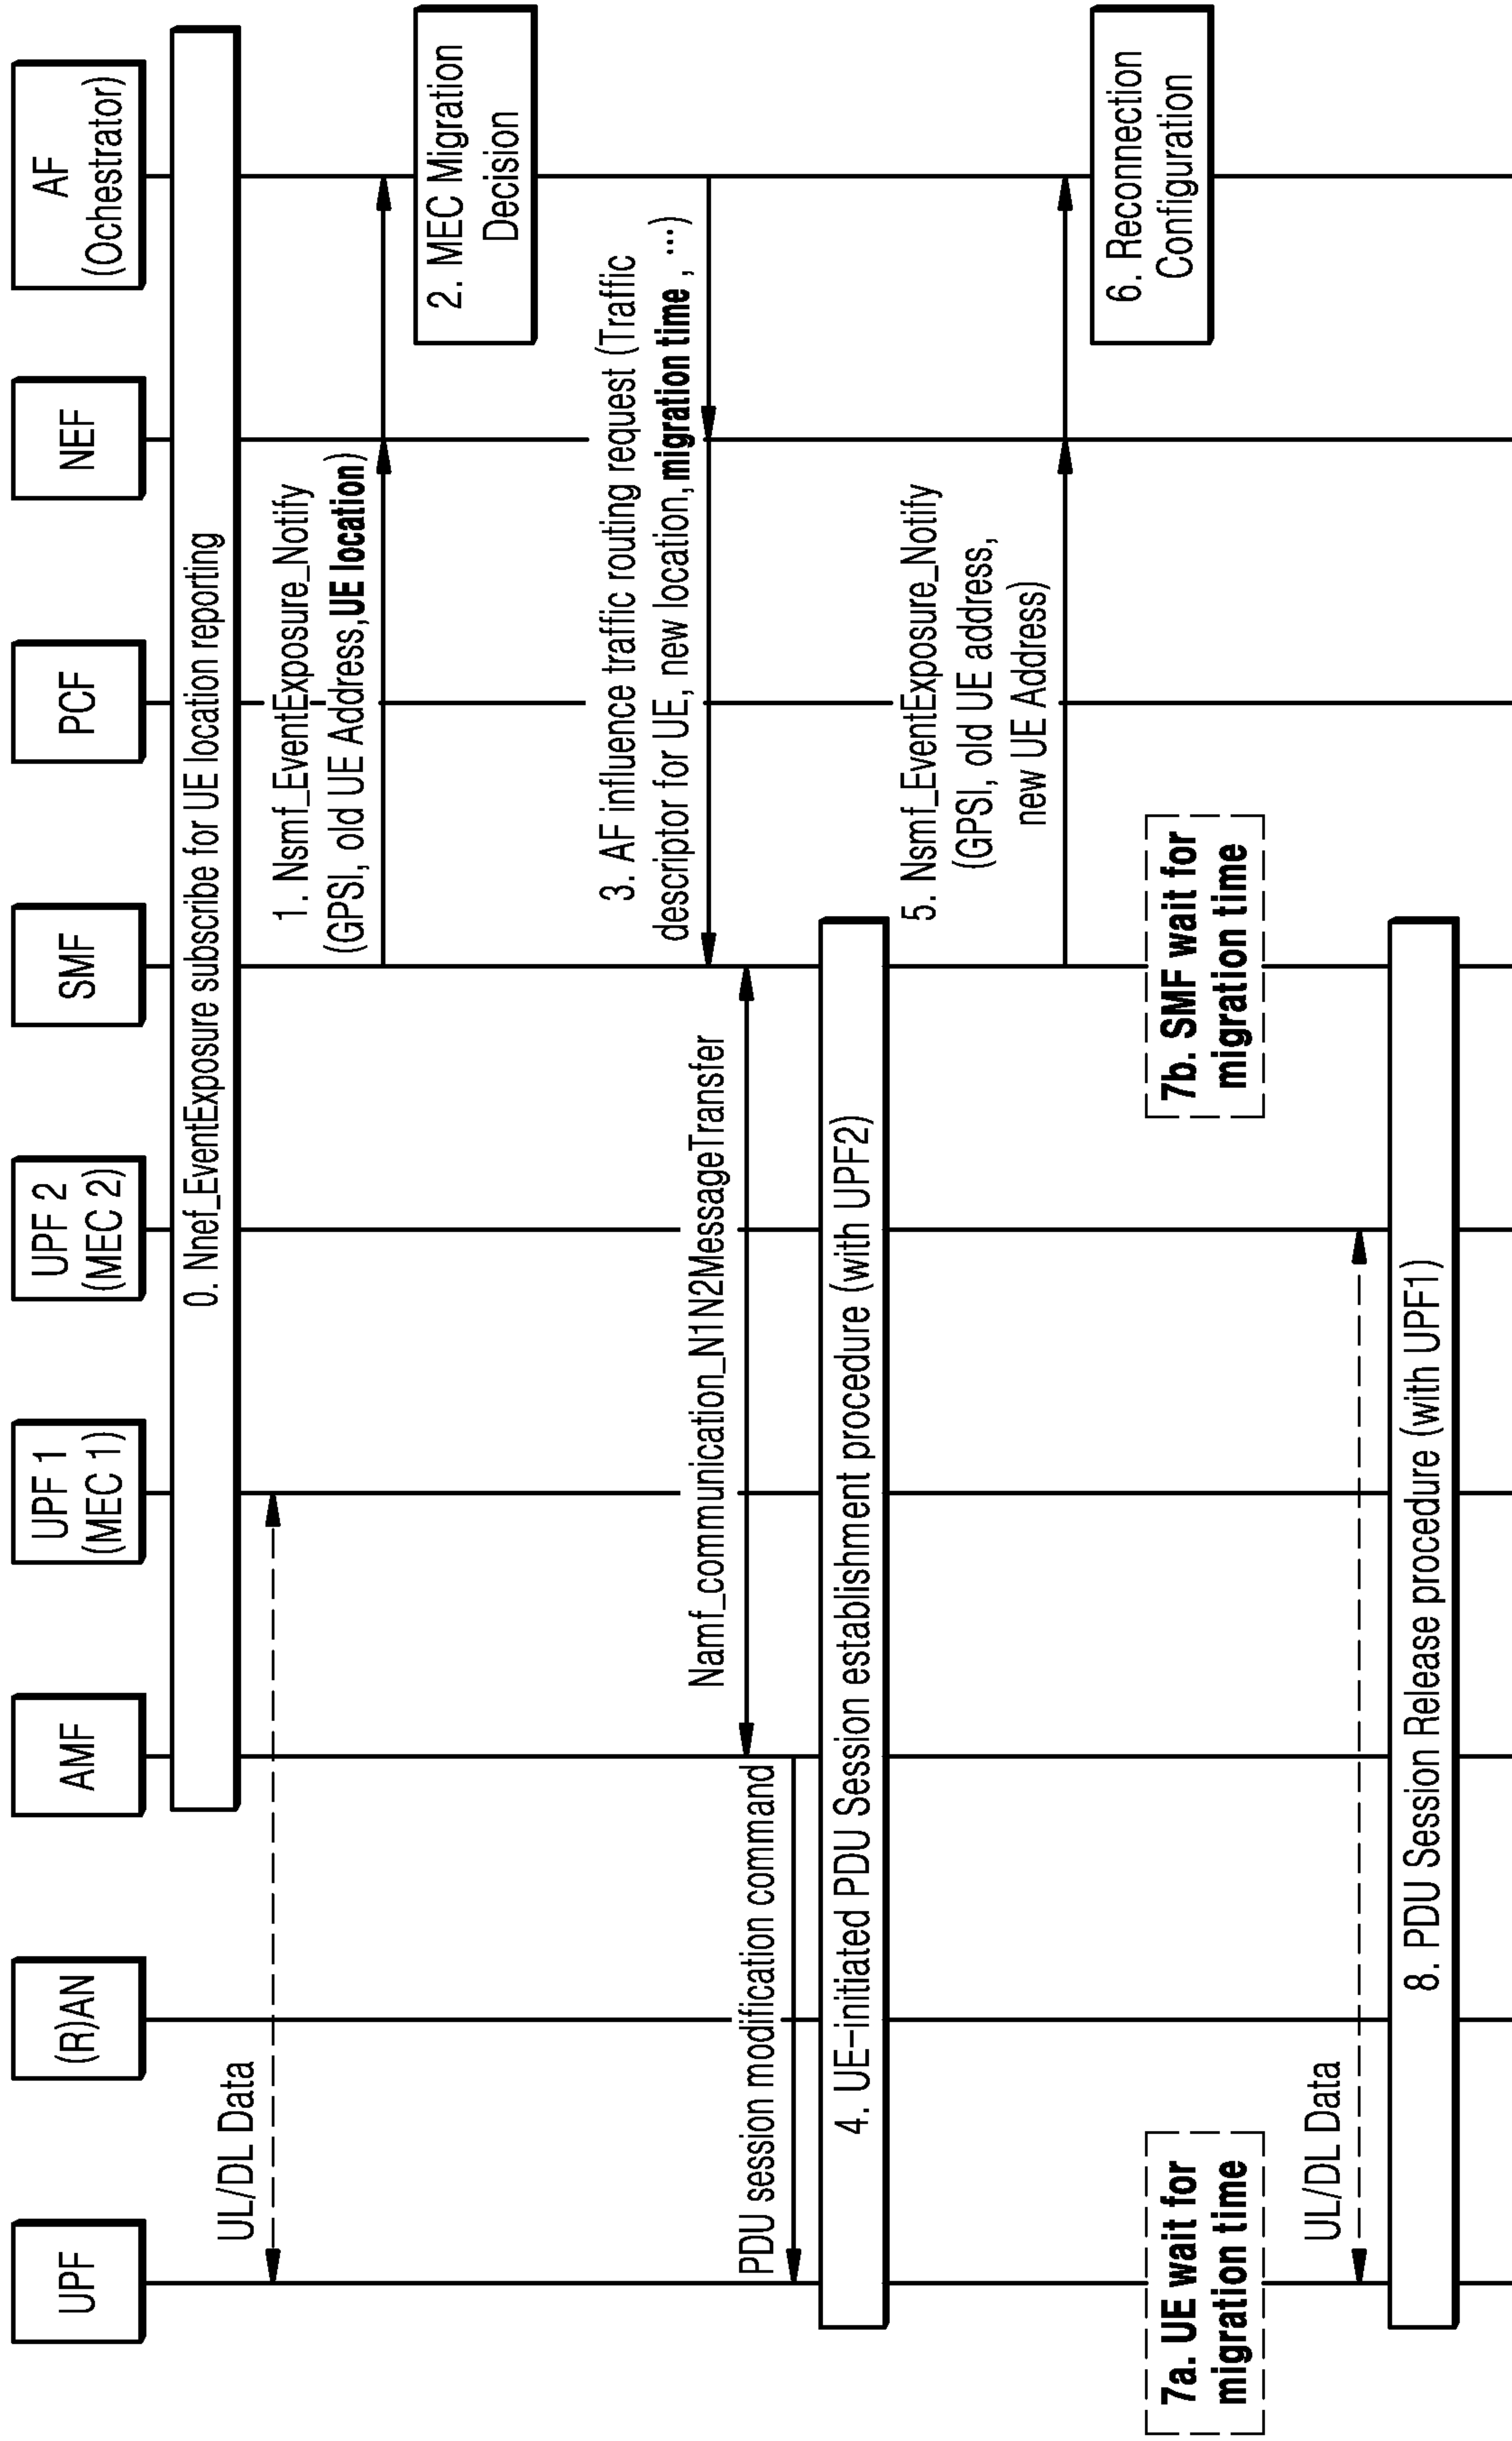 UPF
(R)AN
AMF
UPF 1
(MEC 1)
UPF 2
(MEC 2)
SMF
PCF
NEF
AF
(Ochestrator)
0. Nnef_EventExposure subscribe for UE location reporting
UL/DL Data
1. Nsmf_EventExposure_Notify
(GPSI, old UE Address, UE location)
2. MEC Migration
Decision
3. AF influence traffic routing request (Traffic
descriptor for UE, new location, migration time , ...)
Namf_communication_N1N2MessageTransfer
PDU session modification command
4. UE-initiated PDU Session establishment procedure (with UPF2)
5. Nsmf_EventExposure_Notify
(GPSI, old UE address,
new UE Address)
6. Reconnection
Configuration
7a. UE wait for
migration time
7b. SMF wait for
migration time
UL/DL Data
8. PDU Session Release procedure (with UPF1)